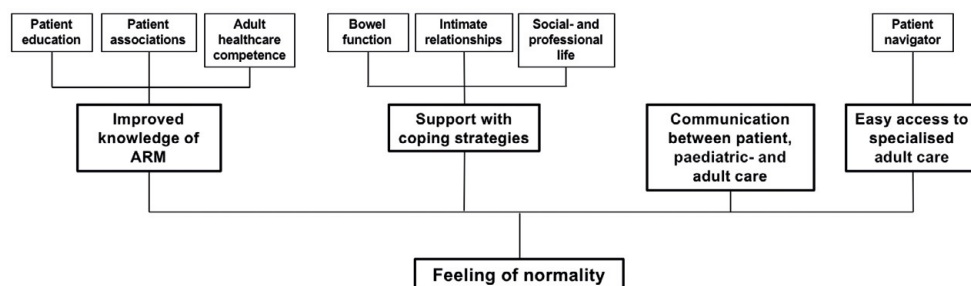 Patient
education
Patient
associations
Adult
healthcare
competence
Bowel
function
Intimate
relationships
Social- and
professional
life
Patient
navigator
Improved
knowledge of
ARM
Support with
coping strategies
Communication
between patient,
paediatric- and
adult care
Easy access to
specialised
adult care
Feeling of normality